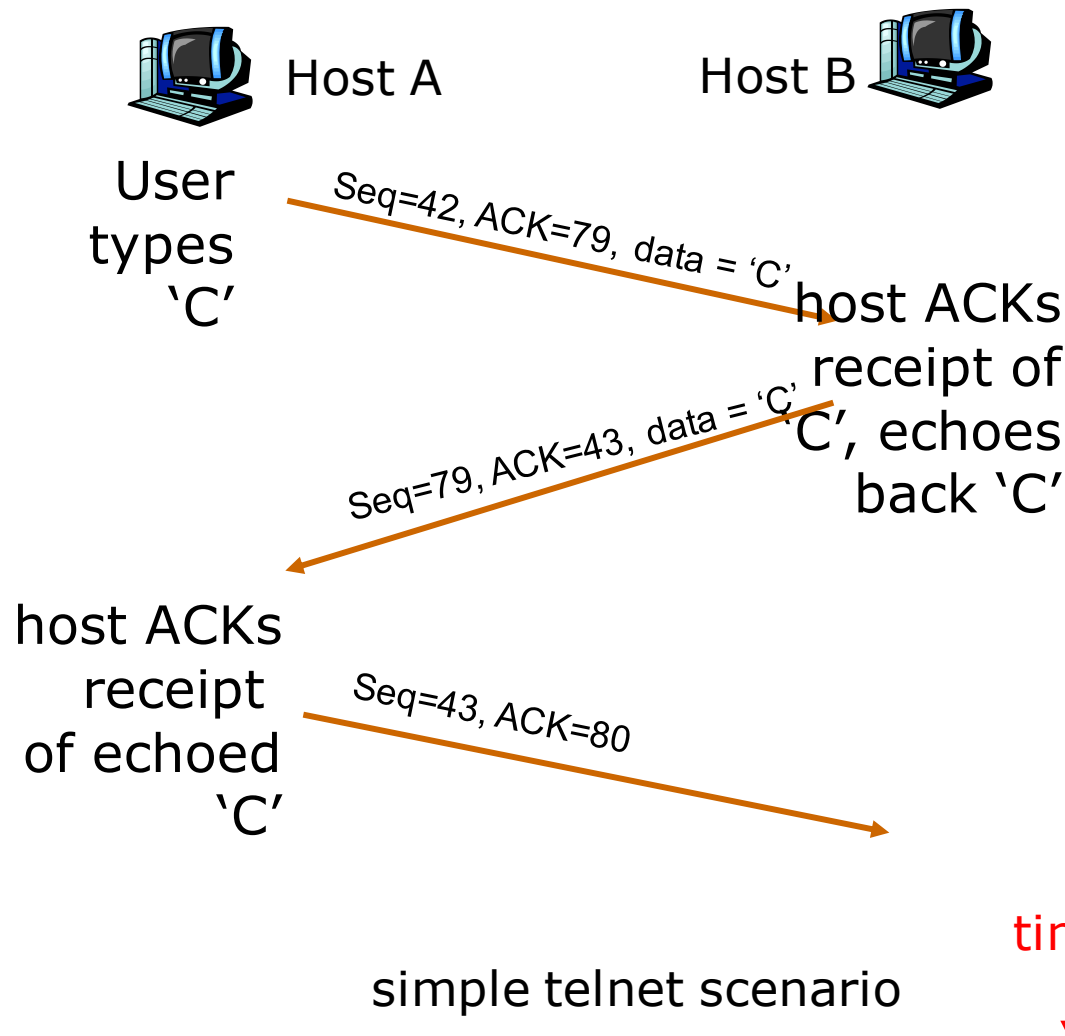 Host A
Host B
User
types
‘C’
Seq=42, ACK=79, data = ‘C’
host ACKs
receipt of
‘C’, echoes
back ‘C’
Seq=79, ACK=43, data = ‘C’
host ACKs
receipt
of echoed
‘C’
Seq=43, ACK=80
simple telnet scenario